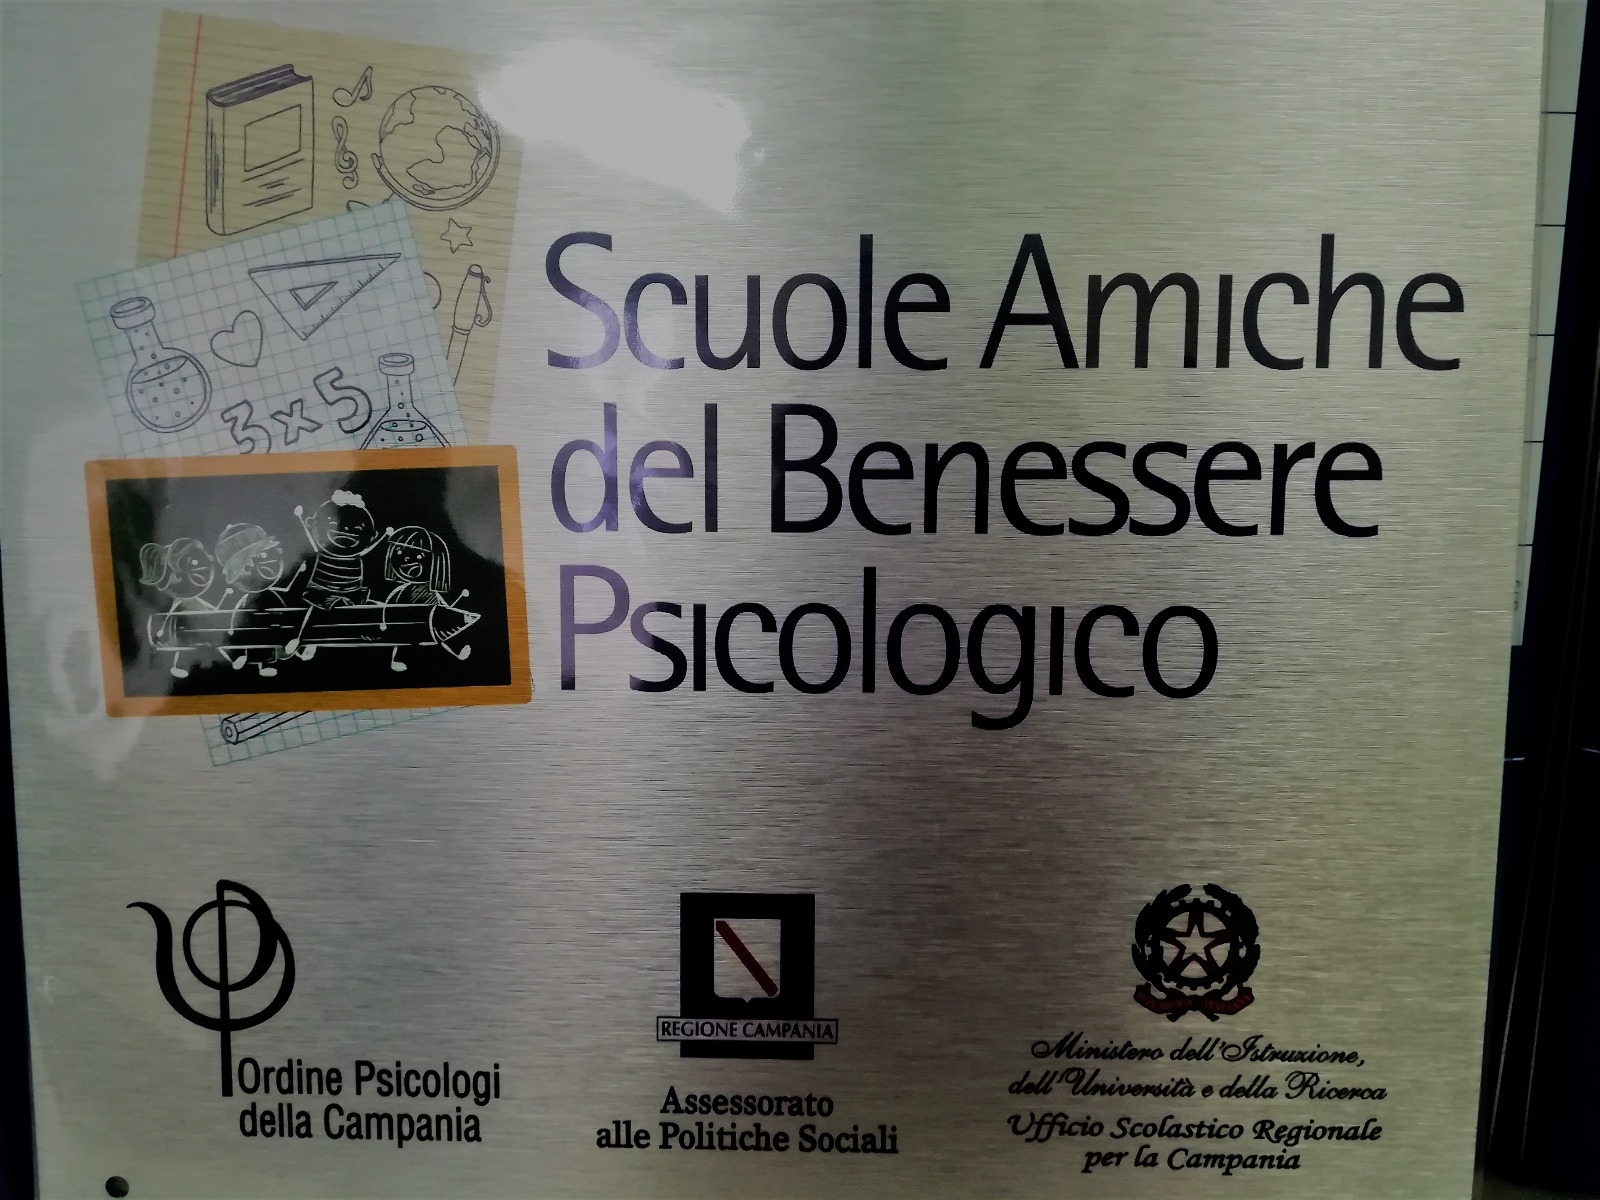 3x5
Scuole Amiche
del Benessere
Psicologico
Ordine Psicologi
della Campania
REGIONE CAMPANIA
Assessorato
alle Politiche Sociali
Ministero dell'Istruzione,
dell'Università e della Ricerca
Ufficio Scolastico Regionale
per la Campania